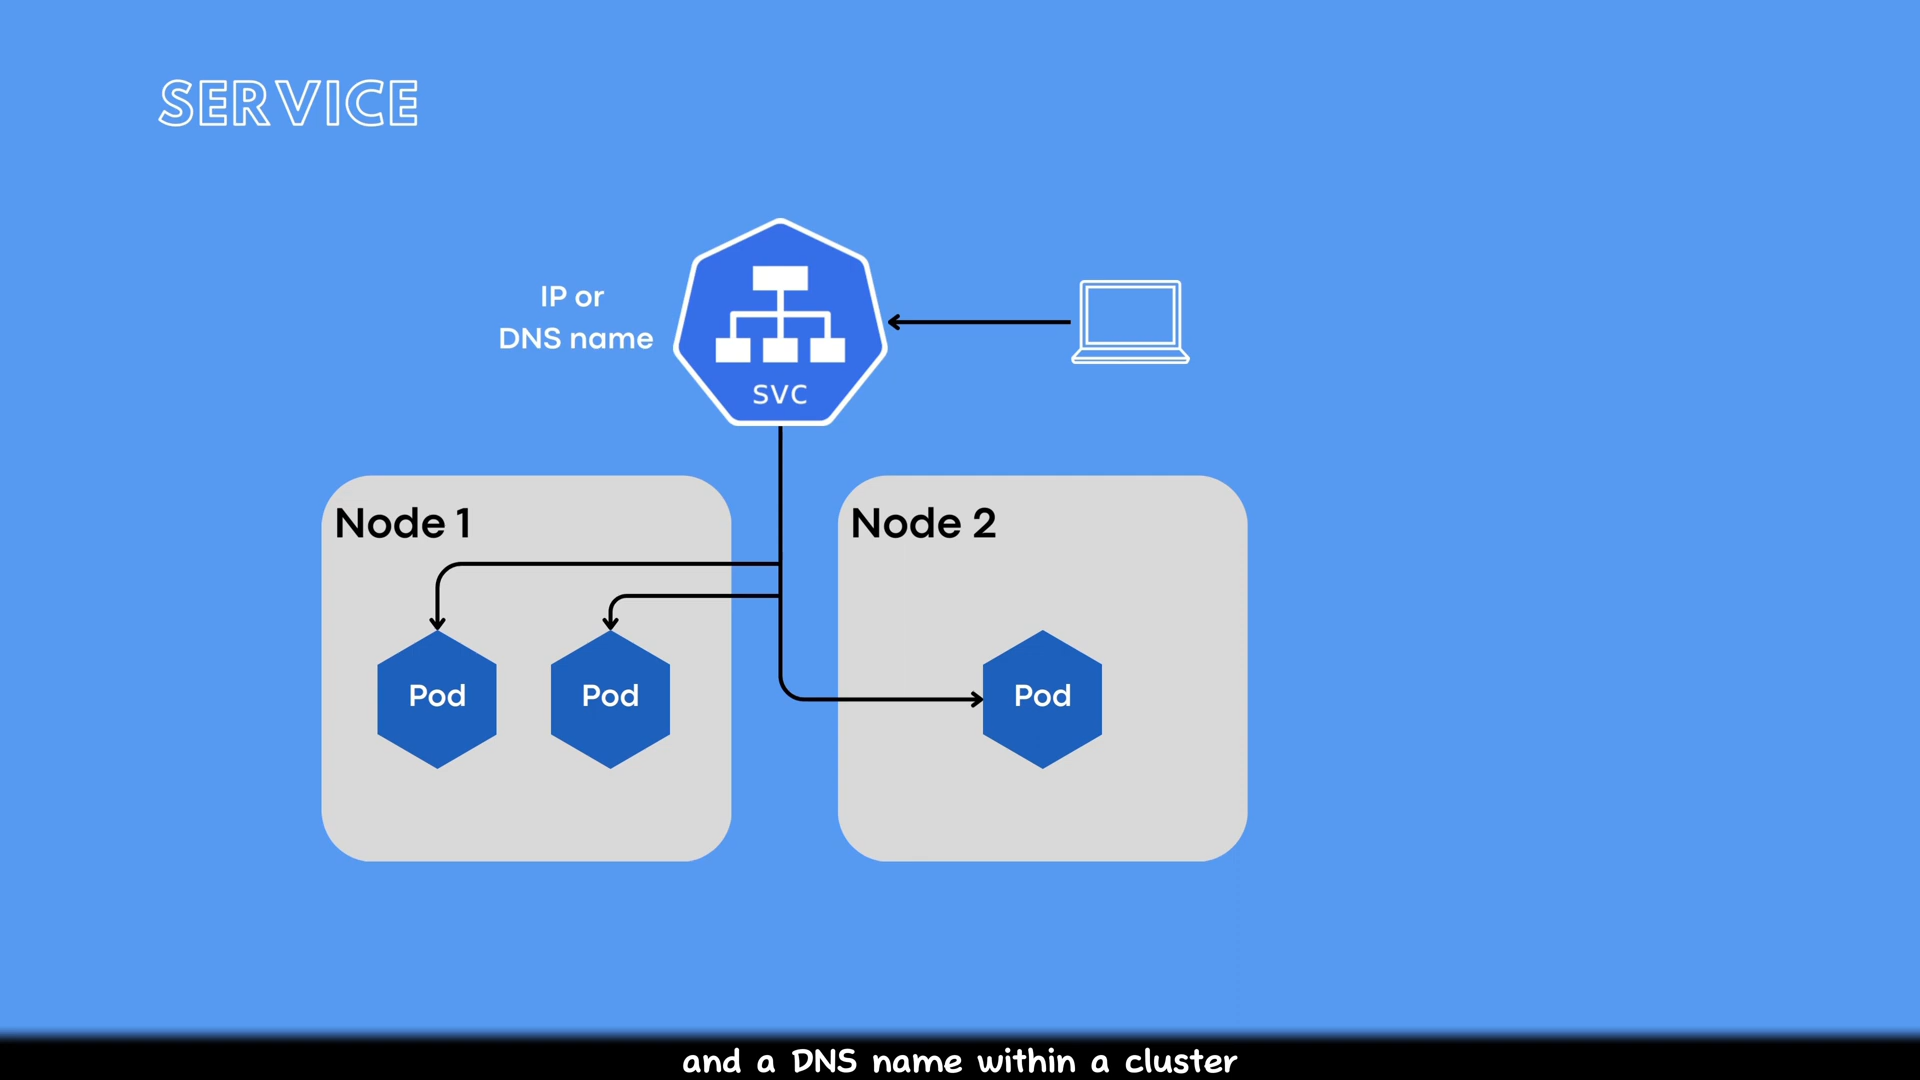 SERVICE
IP or
DNS name
SVC
Node 1
Node 2
Pod
Pod
Pod
and a DNS name within a cluster